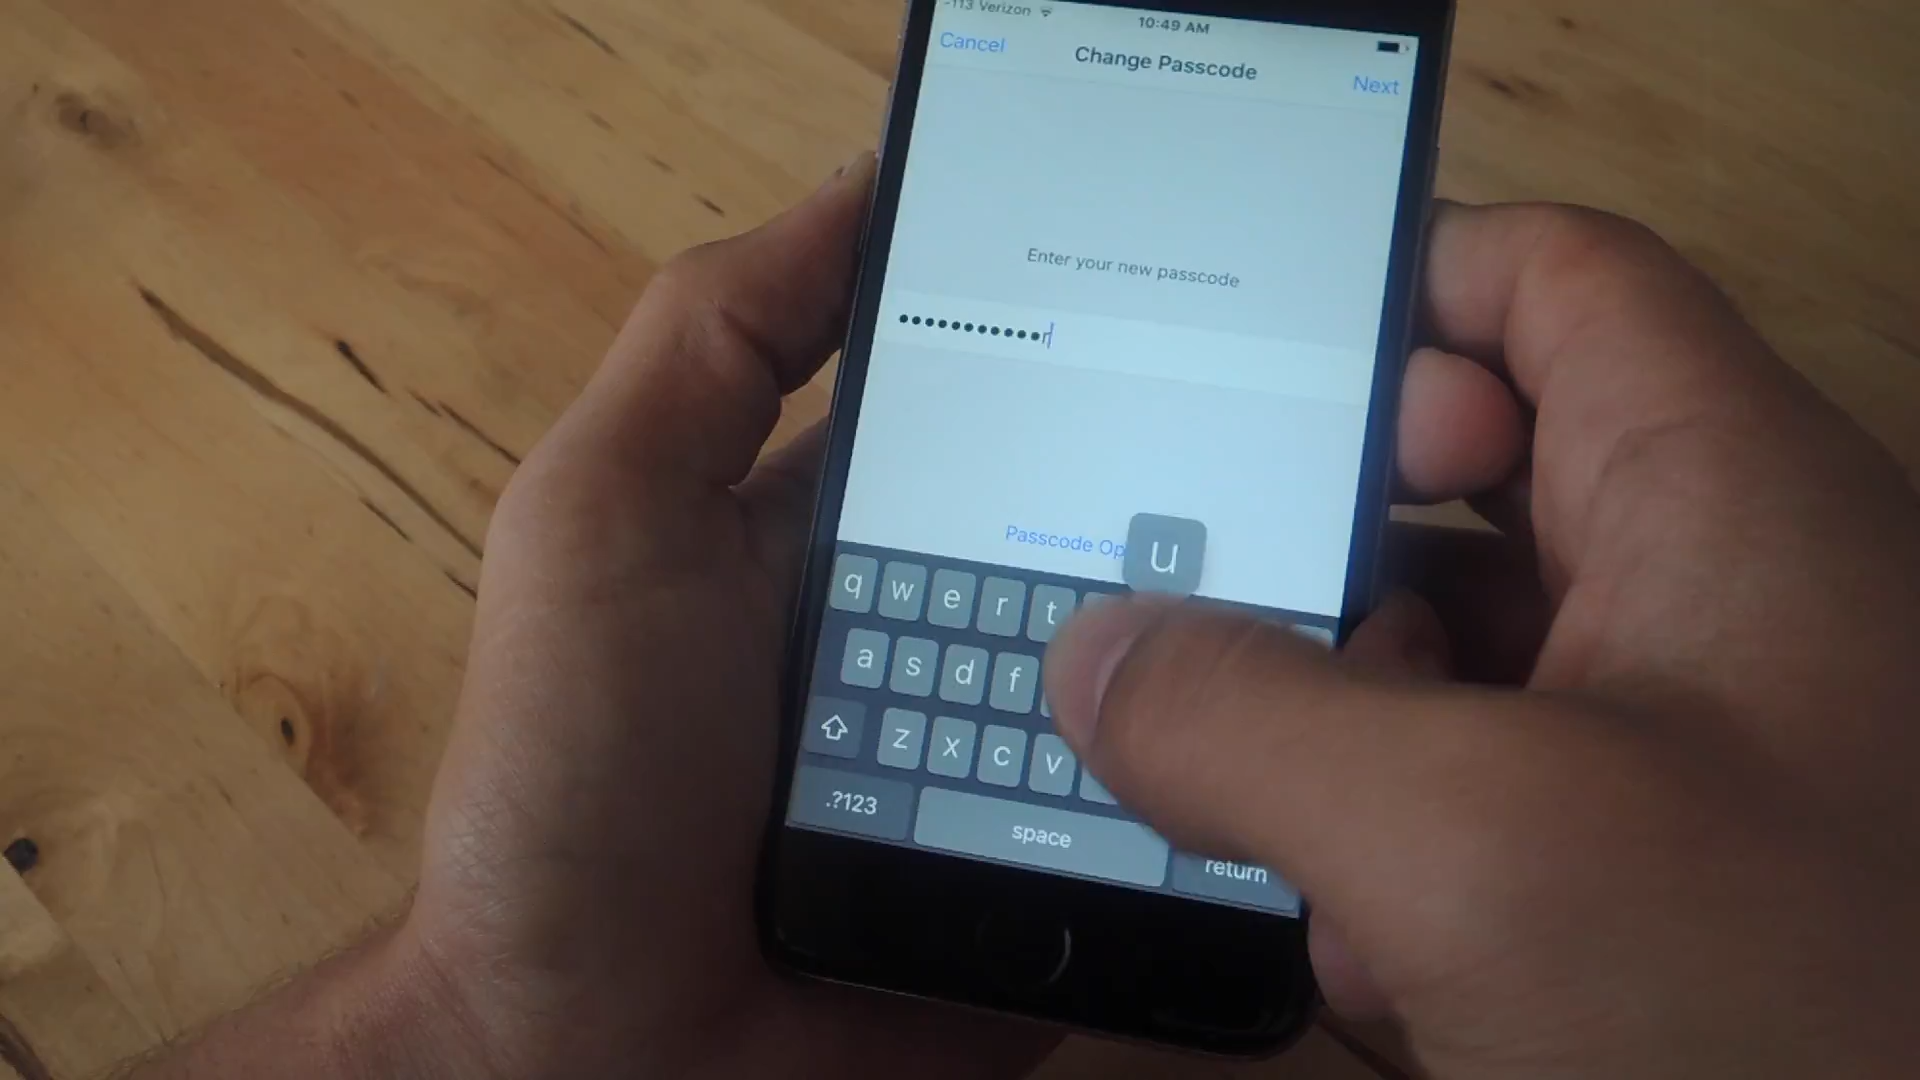 -113 Verizon 10:49 AM
Cancel Change Passcode Next
Enter your new passcode
•••••••••••r
Passcode Op
u
q w e r t
a s d f
z x c v
.?123 space return